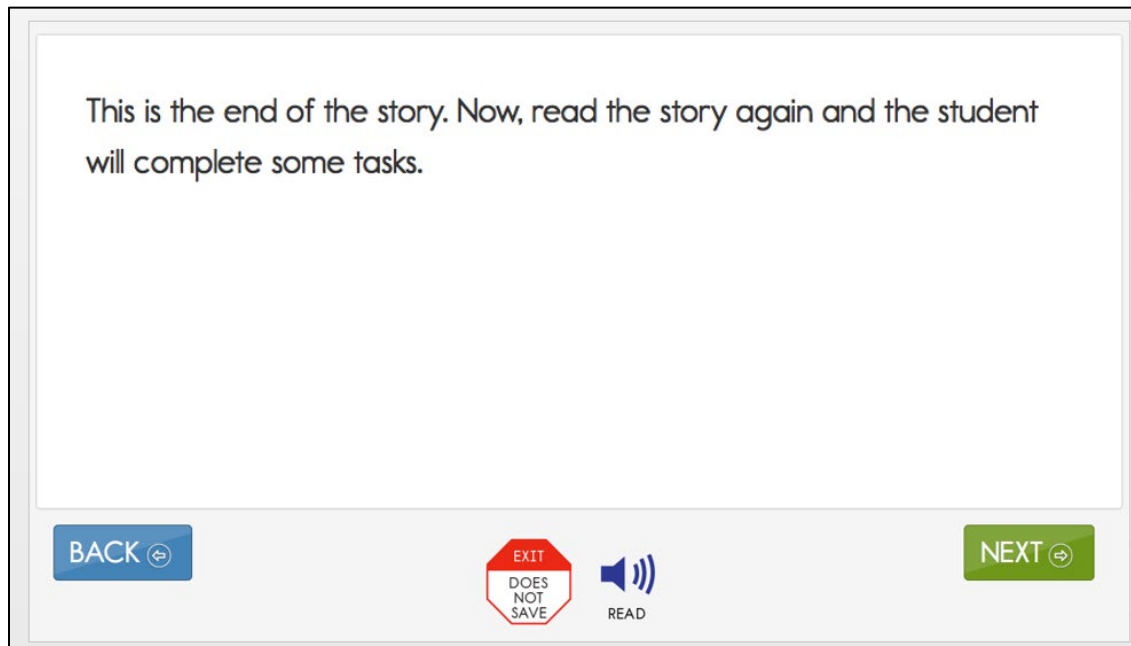 This is the end of the story. Now, read the story again and the student
will complete some tasks.
BACK
EXIT
DOES
NOT
SAVE
READ
NEXT